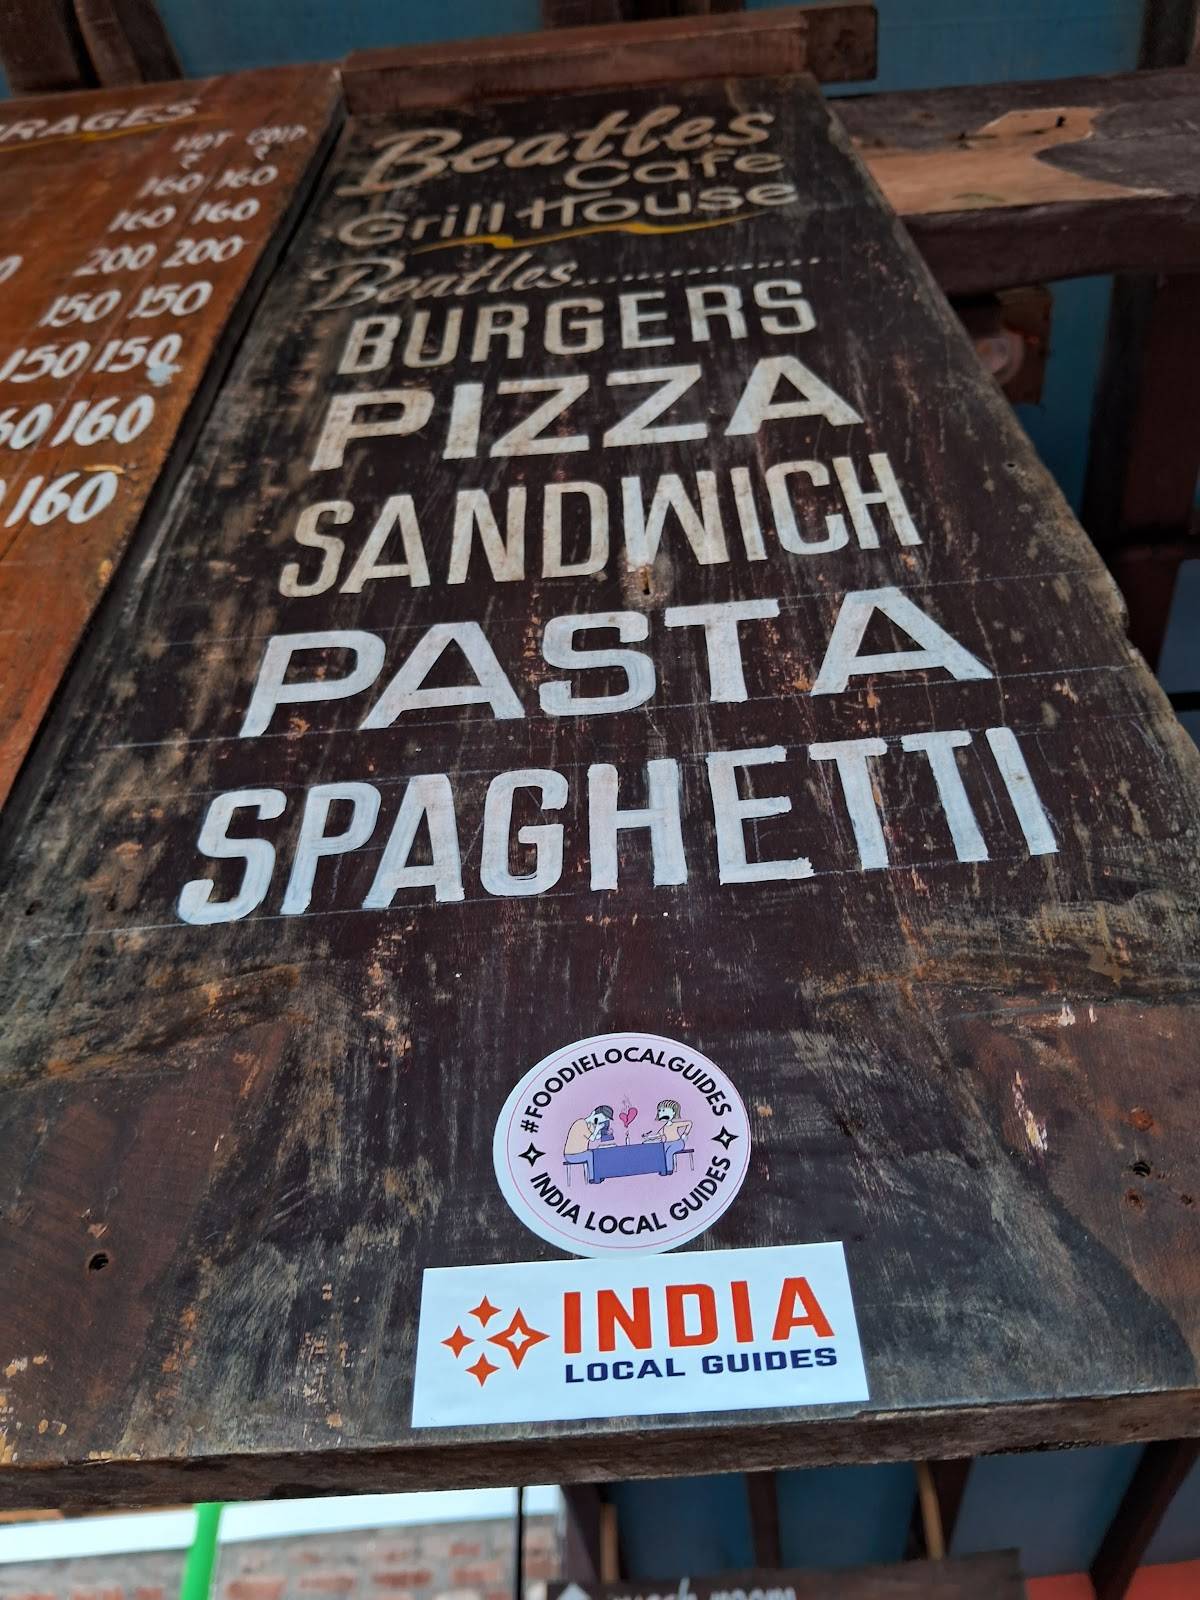 RAGES
HOT COLD
160 160
160 160
200 200
150 150
150 150
60 160
160
Beatles
Cafe
Grill House
Beatles..................
BURGERS
PIZZA
SANDWICH
PASTA
SPAGHETTI
#FOODIELOCALGUIDES
INDIA LOCAL GUIDES
INDIA
LOCAL GUIDES